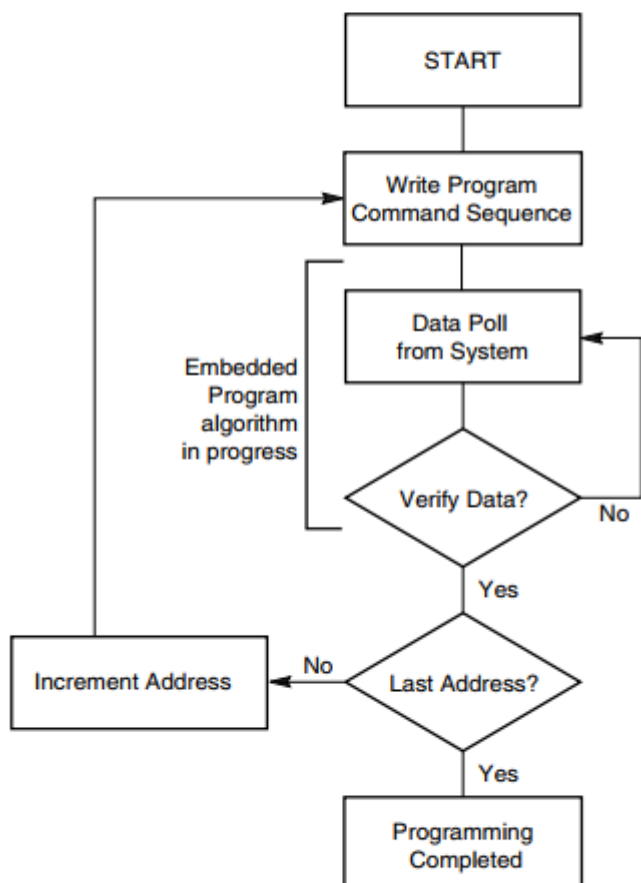 START
Write Program
Command Sequence
Data Poll
from System
Embedded
Program
algorithm
in progress
Verify Data?
No
Yes
Increment Address
No
Last Address?
Yes
Programming
Completed